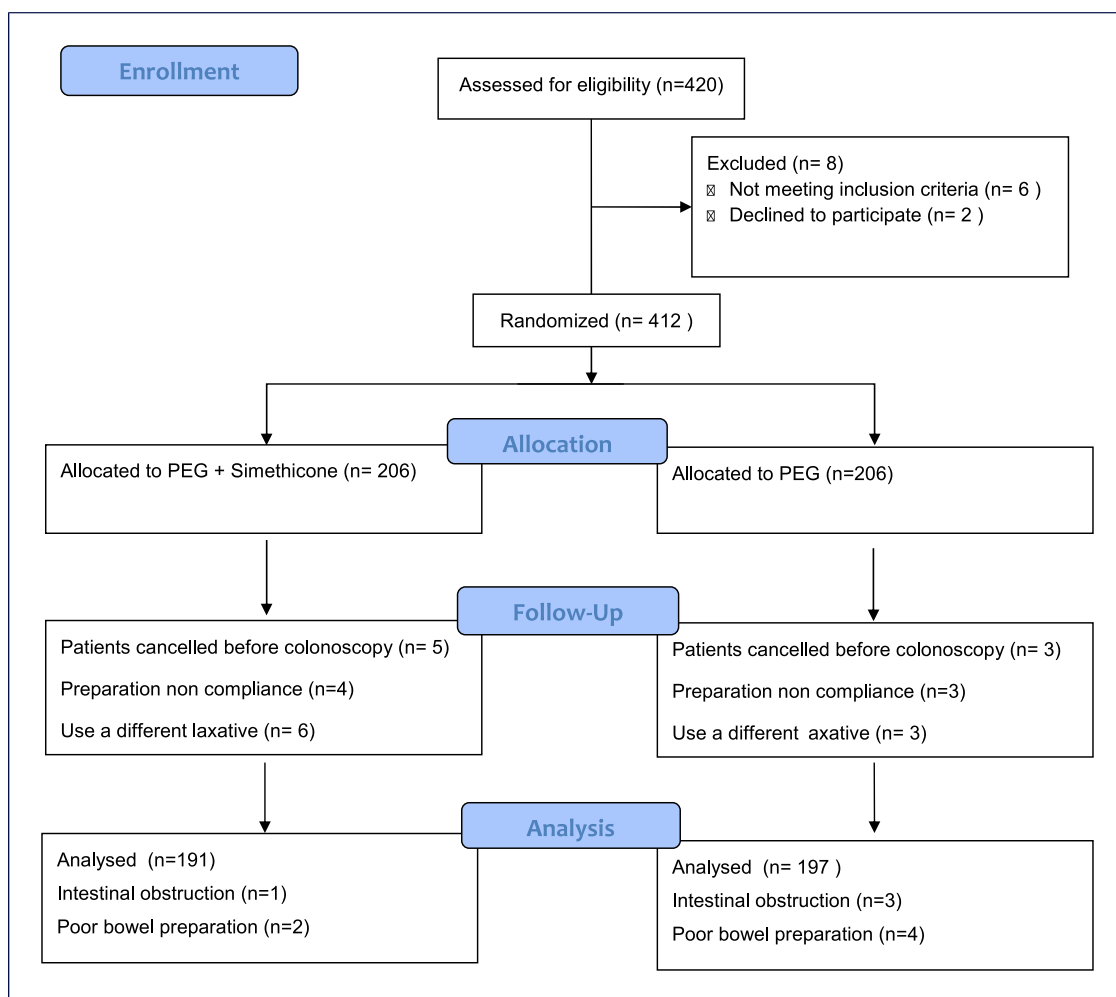 Enrollment
Assessed for eligibility (n=420)
Excluded (n= 8)
Not meeting inclusion criteria (n= 6 )
Declined to participate (n= 2 )
Randomized (n= 412 )
Allocation
Allocated to PEG + Simethicone (n= 206)
Allocated to PEG (n=206)
Follow-Up
Patients cancelled before colonoscopy (n= 5)
Preparation non compliance (n=4)
Use a different laxative (n= 6)
Patients cancelled before colonoscopy (n= 3)
Preparation non compliance (n=3)
Use a different  axative (n= 3)
Analysis
Analysed  (n=191)
Intestinal obstruction (n=1)
Poor bowel preparation (n=2)
Analysed  (n= 197 )
Intestinal obstruction (n=3)
Poor bowel preparation (n=4)